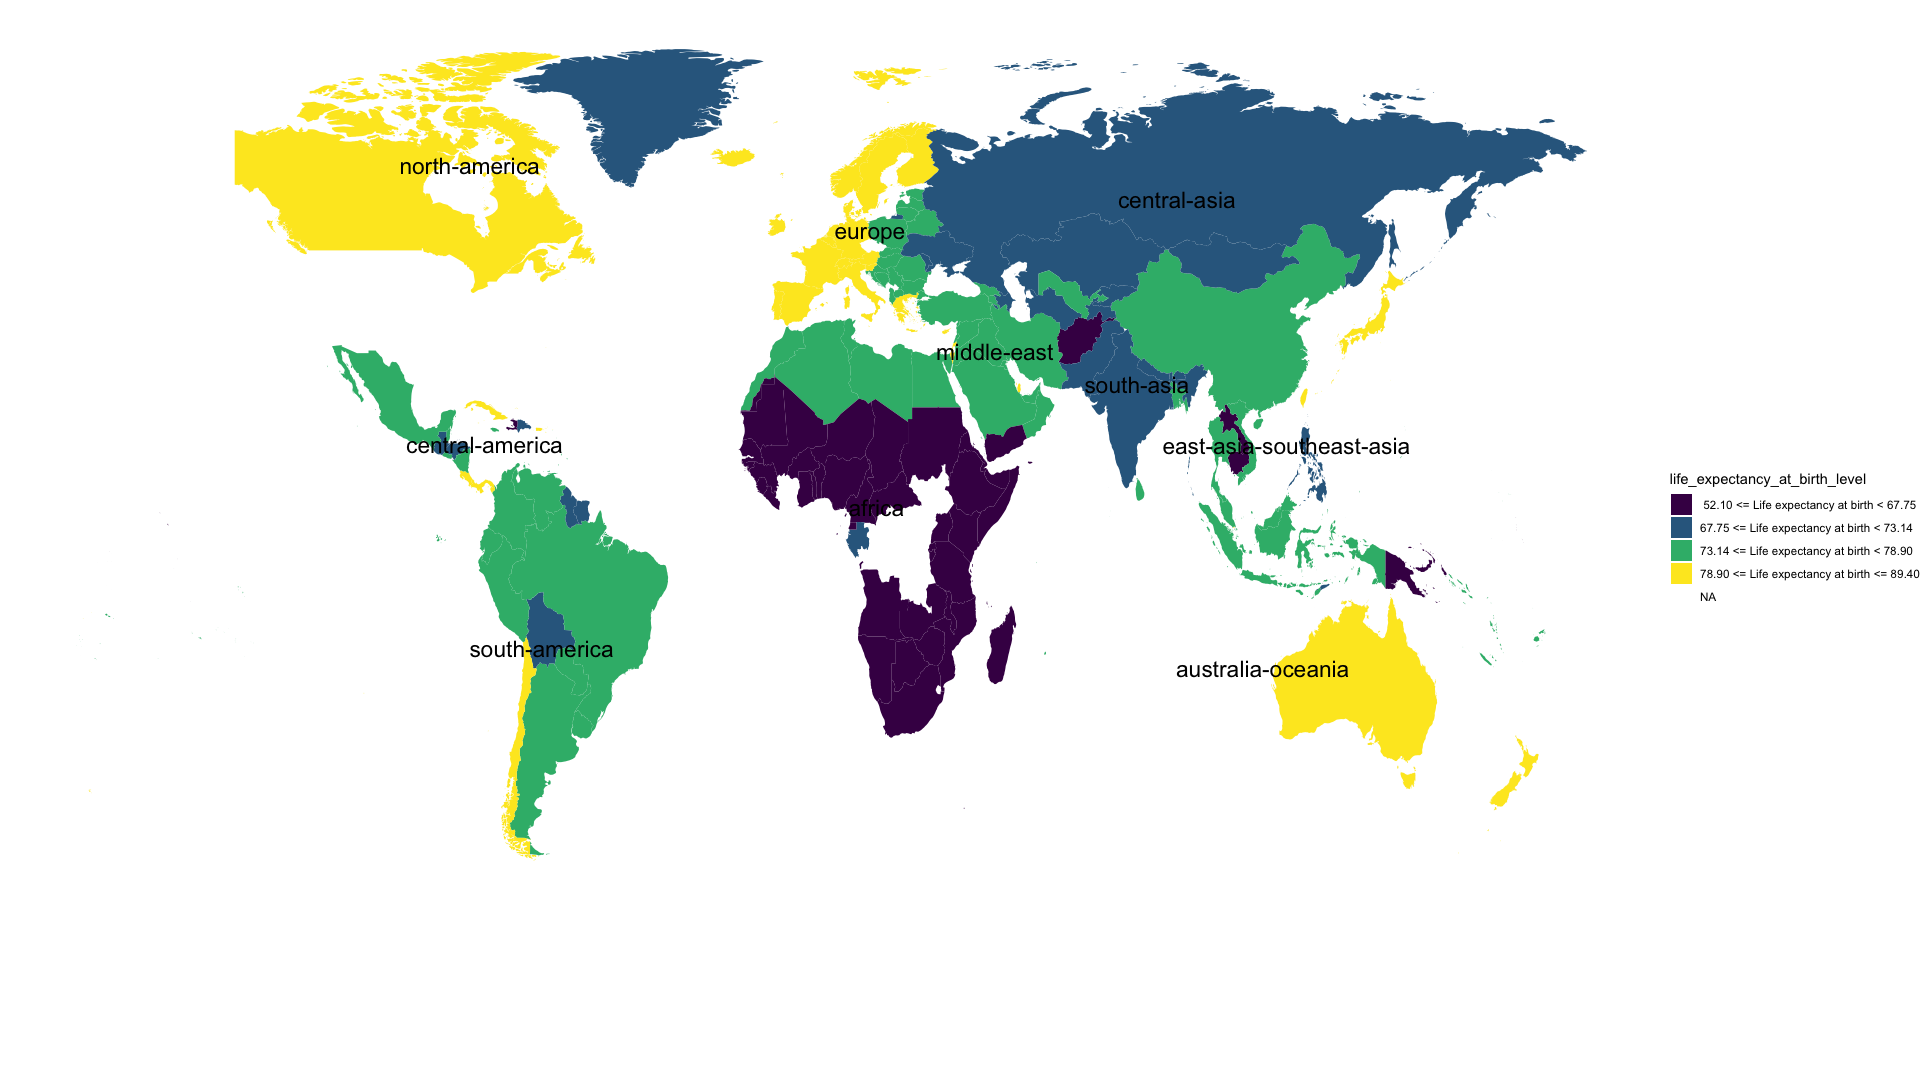 north-america
central-asia
europe
middle-east
south-asia
central-america
east-asia-southeast-asia
africa
south-america
australia-oceania
life_expectancy_at_birth_level
52.10 <= Life expectancy at birth < 67.75
67.75 <= Life expectancy at birth < 73.14
73.14 <= Life expectancy at birth < 78.90
78.90 <= Life expectancy at birth <= 89.40
NA